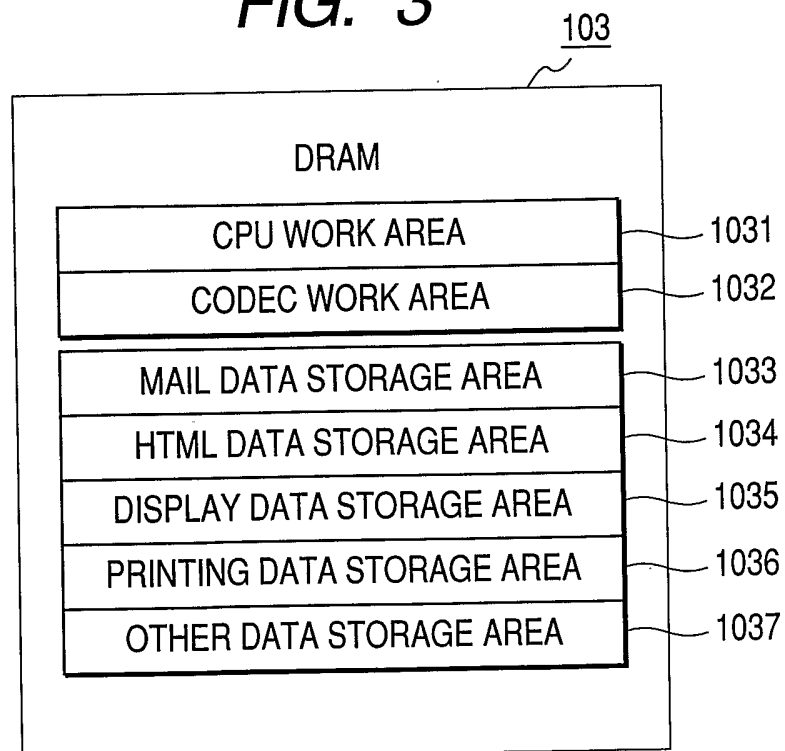 FIG. 3
103
DRAM
CPU WORK AREA 1031
CODEC WORK AREA 1032
MAIL DATA STORAGE AREA 1033
HTML DATA STORAGE AREA 1034
DISPLAY DATA STORAGE AREA 1035
PRINTING DATA STORAGE AREA 1036
OTHER DATA STORAGE AREA 1037